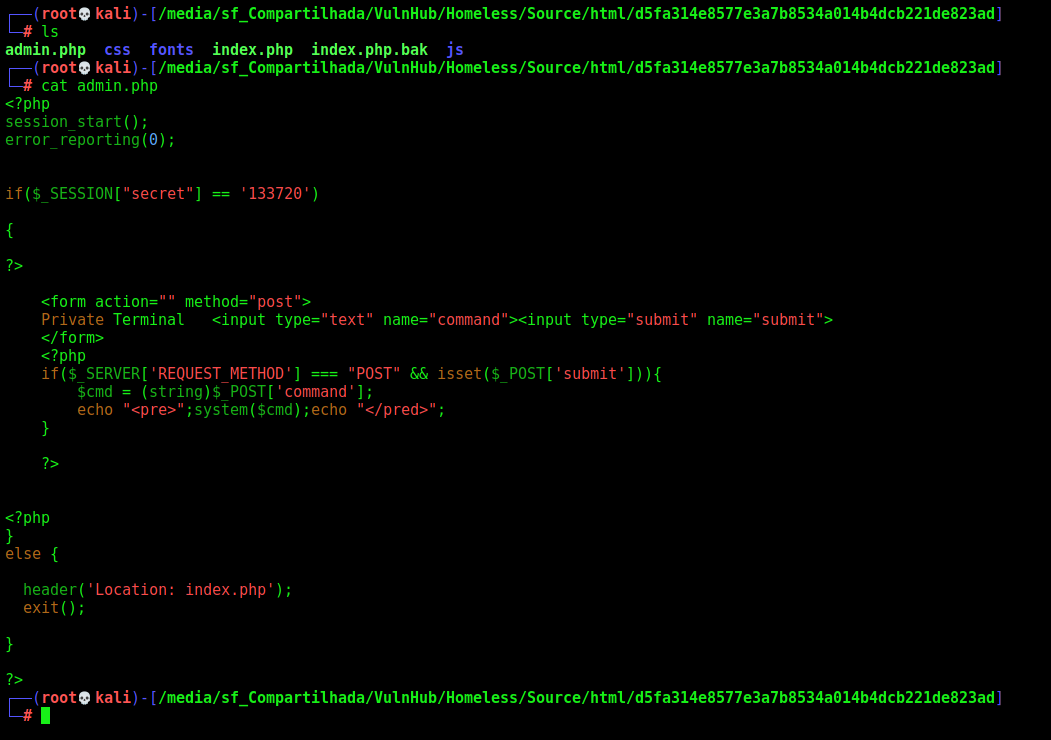 ┌──(root💀kali)-[/media/sf_Compartilhada/VulnHub/Homeless/Source/html/d5fa314e8577e3a7b8534a014b4dcb221de823ad]
└─# ls
admin.php  css  fonts  index.php  index.php.bak  js
┌──(root💀kali)-[/media/sf_Compartilhada/VulnHub/Homeless/Source/html/d5fa314e8577e3a7b8534a014b4dcb221de823ad]
└─# cat admin.php
<?php
session_start();
error_reporting(0);
if($_SESSION["secret"] == '133720')
{
?>
    <form action="" method="post">
    Private Terminal   <input type="text" name="command"><input type="submit" name="submit">
    </form>
    <?php
    if($_SERVER['REQUEST_METHOD'] === "POST" && isset($_POST['submit'])){
        $cmd = (string)$_POST['command'];
        echo "<pre>";system($cmd);echo "</pred>";
    }
    ?>
<?php
}
else {
  header('Location: index.php');
  exit();
}
?>
┌──(root💀kali)-[/media/sf_Compartilhada/VulnHub/Homeless/Source/html/d5fa314e8577e3a7b8534a014b4dcb221de823ad]
└─#